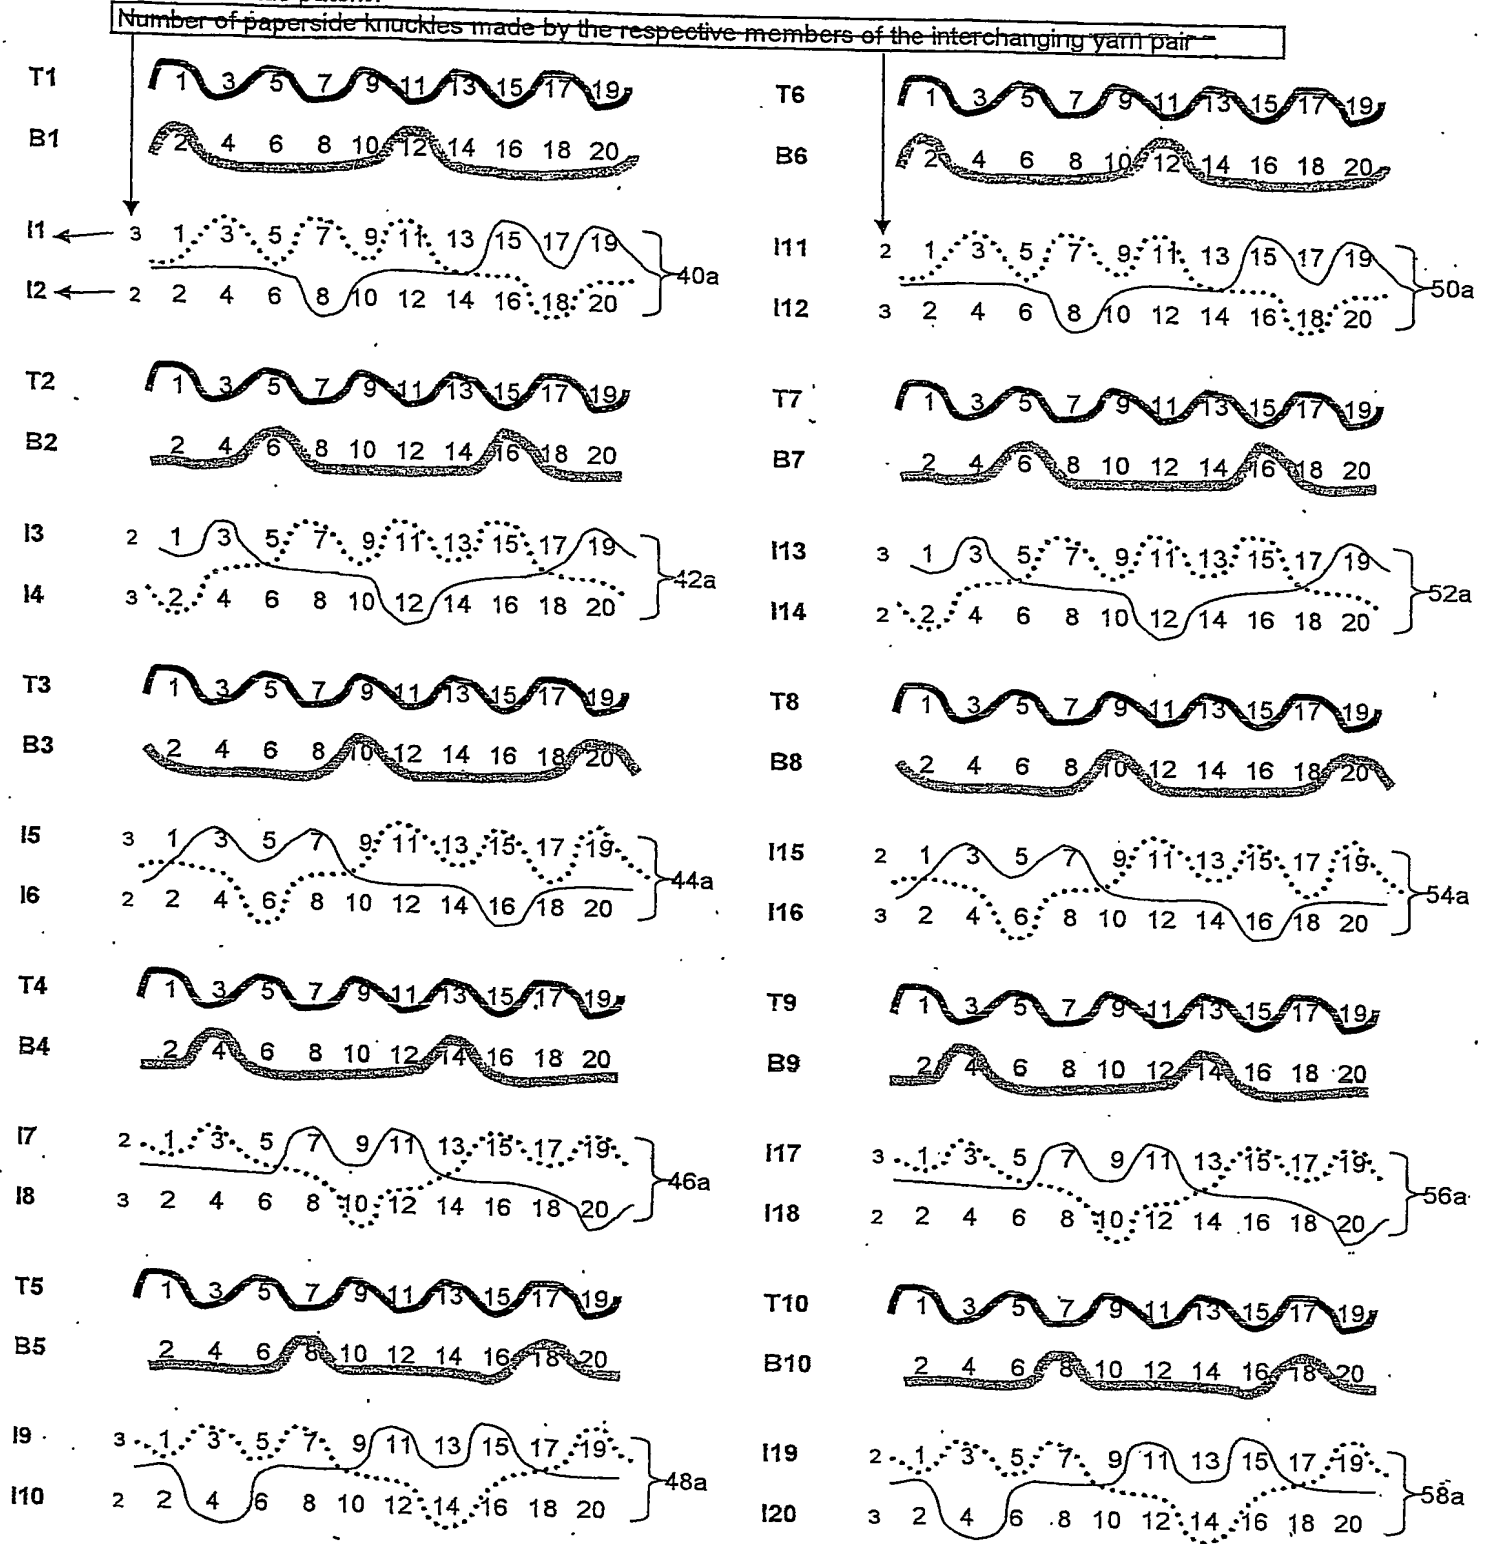 Number of paperside knuckles made by the respective members of the interchanging yarn pair
T1 1 3 5 7 9 11 13 15 17 19
B1 2 4 6 8 10 12 14 16 18 20
I1 3 1 3 5 7 9 11 13 15 17 19
40a
I2 2 2 4 6 8 10 12 14 16 18 20
T2 1 3 5 7 9 11 13 15 17 19
B2 2 4 6 8 10 12 14 16 18 20
I3 2 1 3 5 7 9 11 13 15 17 19
42a
I4 3 2 4 6 8 10 12 14 16 18 20
T3 1 3 5 7 9 11 13 15 17 19
B3 2 4 6 8 10 12 14 16 18 20
I5 3 1 3 5 7 9 11 13 15 17 19
44a
I6 2 2 4 6 8 10 12 14 16 18 20
T4 1 3 5 7 9 11 13 15 17 19
B4 2 4 6 8 10 12 14 16 18 20
I7 2 1 3 5 7 9 11 13 15 17 19
46a
I8 3 2 4 6 8 10 12 14 16 18 20
T5 1 3 5 7 9 11 13 15 17 19
B5 2 4 6 8 10 12 14 16 18 20
I9 3 1 3 5 7 9 11 13 15 17 19
48a
I10 2 2 4 6 8 10 12 14 16 18 20
T6 1 3 5 7 9 11 13 15 17 19
B6 2 4 6 8 10 12 14 16 18 20
I11 2 1 3 5 7 9 11 13 15 17 19
50a
I12 3 2 4 6 8 10 12 14 16 18 20
T7 1 3 5 7 9 11 13 15 17 19
B7 2 4 6 8 10 12 14 16 18 20
I13 3 1 3 5 7 9 11 13 15 17 19
52a
I14 2 2 4 6 8 10 12 14 16 18 20
T8 1 3 5 7 9 11 13 15 17 19
B8 2 4 6 8 10 12 14 16 18 20
I15 2 1 3 5 7 9 11 13 15 17 19
54a
I16 3 2 4 6 8 10 12 14 16 18 20
T9 1 3 5 7 9 11 13 15 17 19
B9 2 4 6 8 10 12 14 16 18 20
I17 3 1 3 5 7 9 11 13 15 17 19
56a
I18 2 2 4 6 8 10 12 14 16 18 20
T10 1 3 5 7 9 11 13 15 17 19
B10 2 4 6 8 10 12 14 16 18 20
I19 2 1 3 5 7 9 11 13 15 17 19
58a
I20 3 2 4 6 8 10 12 14 16 18 20